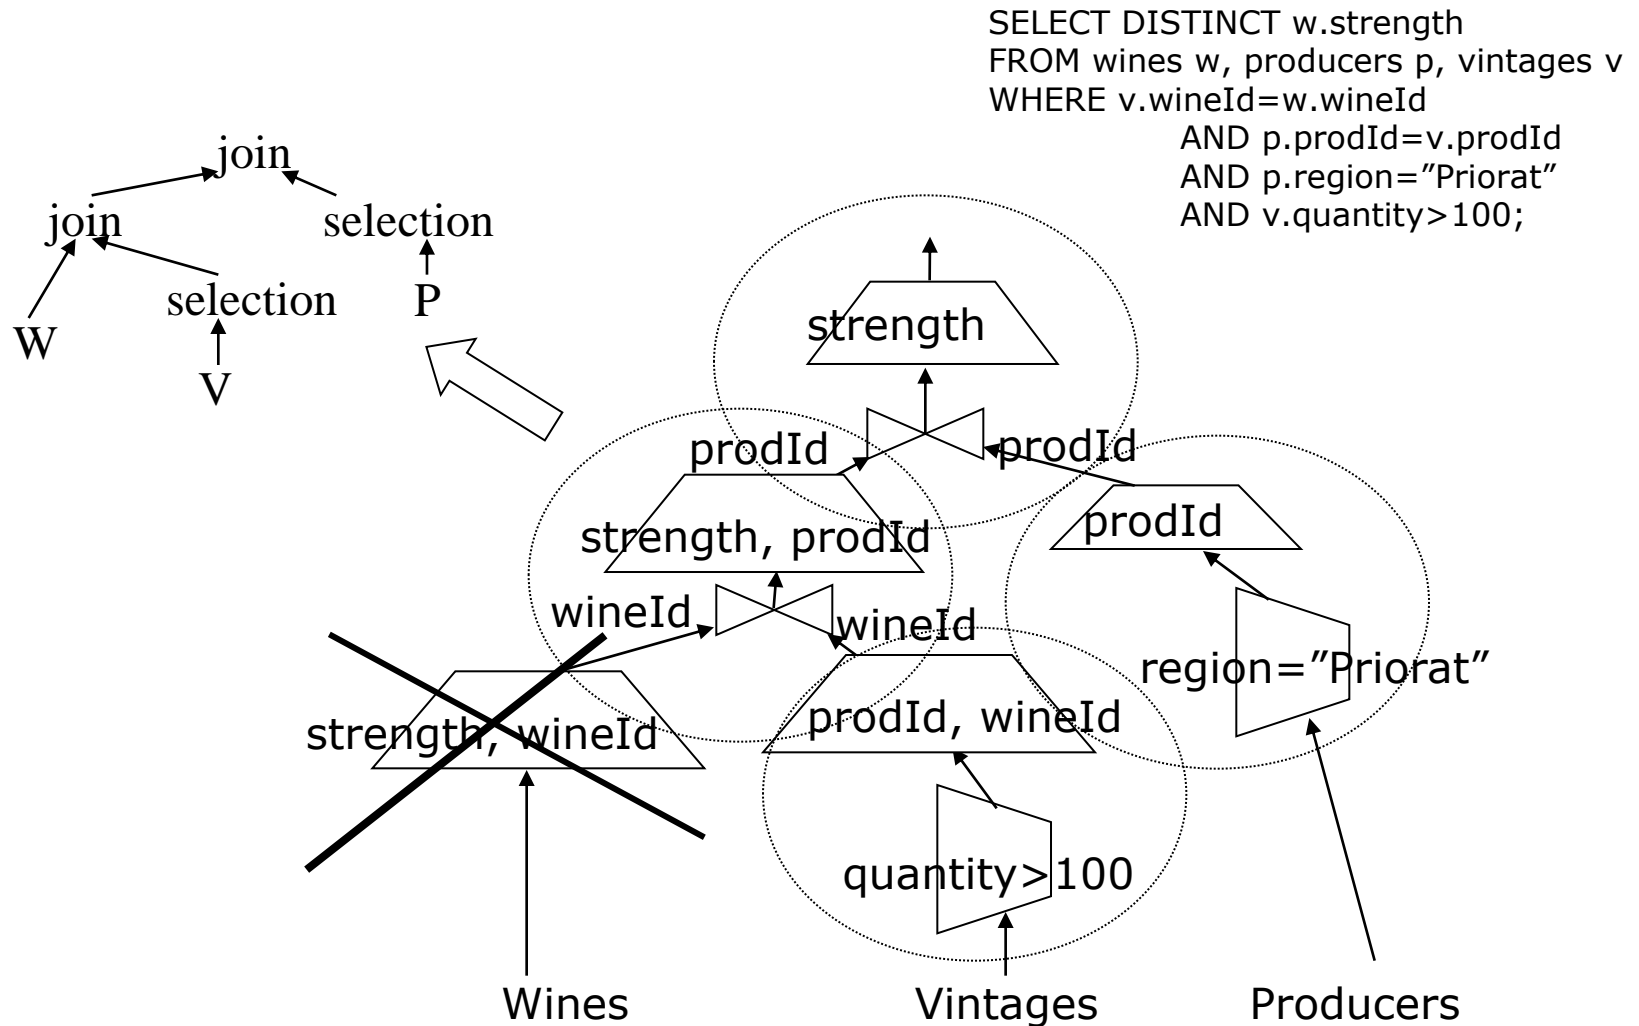 SELECT DISTINCT w.strength
FROM wines w, producers p, vintages v
WHERE v.wineId=w.wineId
AND p.prodId=v.prodId
AND p.region=”Priorat”
AND v.quantity>100;
join
join
selection
selection
P
W
V
strength
prodId
prodId
strength, prodId
prodId
wineId
wineId
region=”Priorat”
strength, wineId
prodId, wineId
quantity>100
Wines
Vintages
Producers